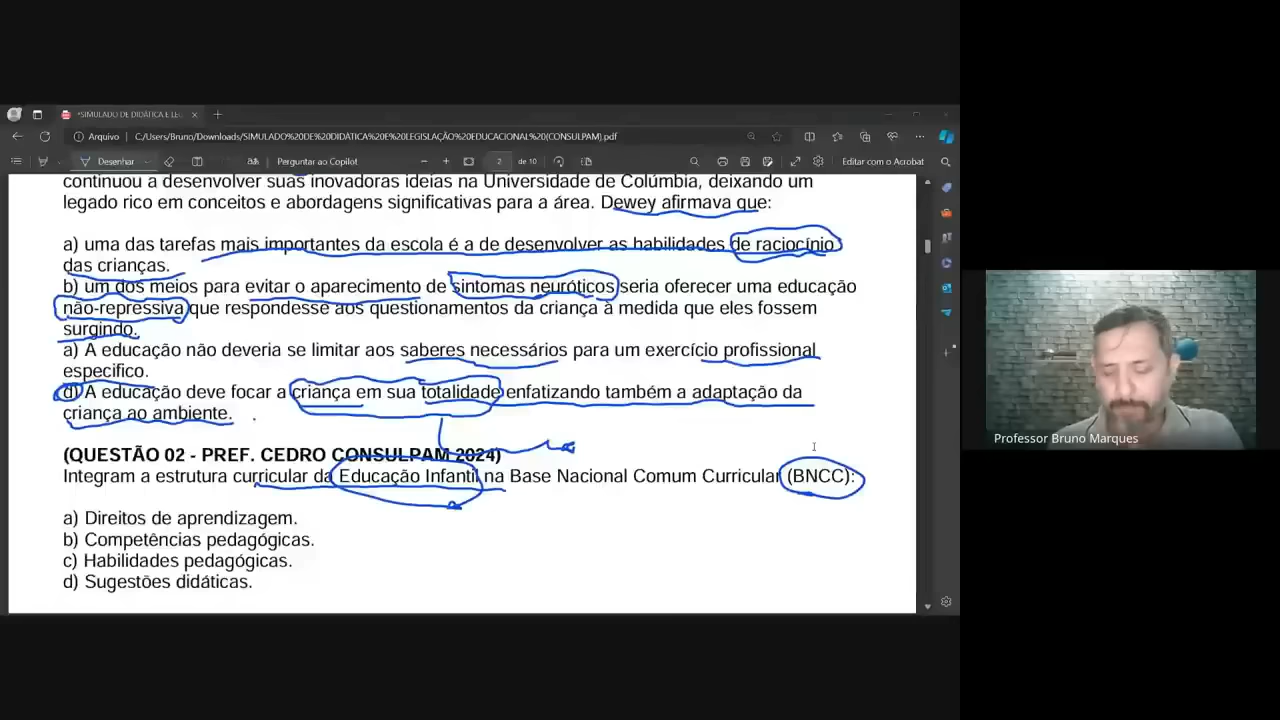 *SIMULADO DE DIDÁTICA E LE
Arquivo C:/Users/Bruno/Downloads/SIMULADO%20DE%20DIDÁTICA%20E%20LEGISLAÇÃO%20EDUCACIONAL%20(CONSULPAM).pdf
Desenhar Perguntar ao Copilot 2 de 10 Editar com o Acrobat
continuou a desenvolver suas inovadoras ideias na Universidade de Colúmbia, deixando um
legado rico em conceitos e abordagens significativas para a área. Dewey afirmava que:
a) uma das tarefas mais importantes da escola é a de desenvolver as habilidades de raciocínio
das crianças.
b) um dos meios para evitar o aparecimento de sintomas neuróticos seria oferecer uma educação
não-repressiva que respondesse aos questionamentos da criança à medida que eles fossem
surgindo.
a) A educação não deveria se limitar aos saberes necessários para um exercício profissional
especifico.
d) A educação deve focar a criança em sua totalidade enfatizando também a adaptação da
criança ao ambiente.
(QUESTÃO 02 - PREF. CEDRO CONSULPAM 2024)
Integram a estrutura curricular da Educação Infantil na Base Nacional Comum Curricular (BNCC):
a) Direitos de aprendizagem.
b) Competências pedagógicas.
c) Habilidades pedagógicas.
d) Sugestões didáticas.
Professor Bruno Marques